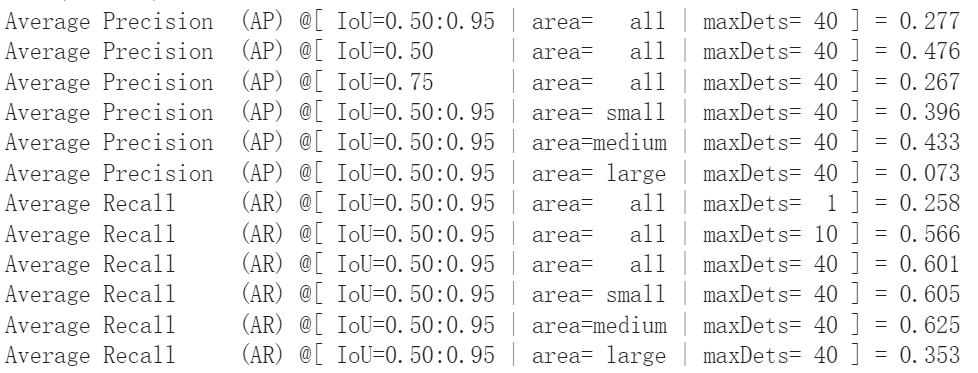 Average Precision  (AP) @[ IoU=0.50:0.95 | area=   all | maxDets= 40 ] = 0.277
Average Precision  (AP) @[ IoU=0.50      | area=   all | maxDets= 40 ] = 0.476
Average Precision  (AP) @[ IoU=0.75      | area=   all | maxDets= 40 ] = 0.267
Average Precision  (AP) @[ IoU=0.50:0.95 | area= small | maxDets= 40 ] = 0.396
Average Precision  (AP) @[ IoU=0.50:0.95 | area=medium | maxDets= 40 ] = 0.433
Average Precision  (AP) @[ IoU=0.50:0.95 | area= large | maxDets= 40 ] = 0.073
Average Recall     (AR) @[ IoU=0.50:0.95 | area=   all | maxDets=  1 ] = 0.258
Average Recall     (AR) @[ IoU=0.50:0.95 | area=   all | maxDets= 10 ] = 0.566
Average Recall     (AR) @[ IoU=0.50:0.95 | area=   all | maxDets= 40 ] = 0.601
Average Recall     (AR) @[ IoU=0.50:0.95 | area= small | maxDets= 40 ] = 0.605
Average Recall     (AR) @[ IoU=0.50:0.95 | area=medium | maxDets= 40 ] = 0.625
Average Recall     (AR) @[ IoU=0.50:0.95 | area= large | maxDets= 40 ] = 0.353